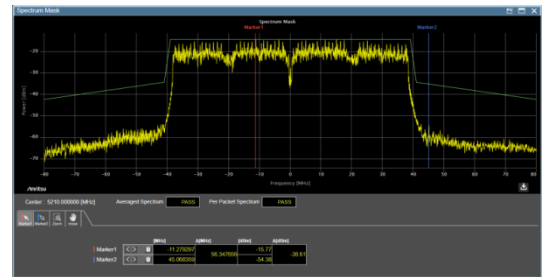 Spectrum Mask
Spectrum Mask
Marker1
Marker2
-20
-30
-40
-50
-60
-70
Power [dBm]
-80 -70 -60 -50 -40 -30 -20 -10 0 10 20 30 40 50 60 70 80
Frequency [MHz]
/inritsu
Center : 5210.000000 [MHz] Averaged Spectrum PASS Per Packet Spectrum PASS
Marker1 Marker2 Zoom Move
[MHz] Δ[MHz] [dBm] Δ[dBm]
Marker1 -11.279297 56.347656 -15.77 -38.61
Marker2 45.068359 -54.38